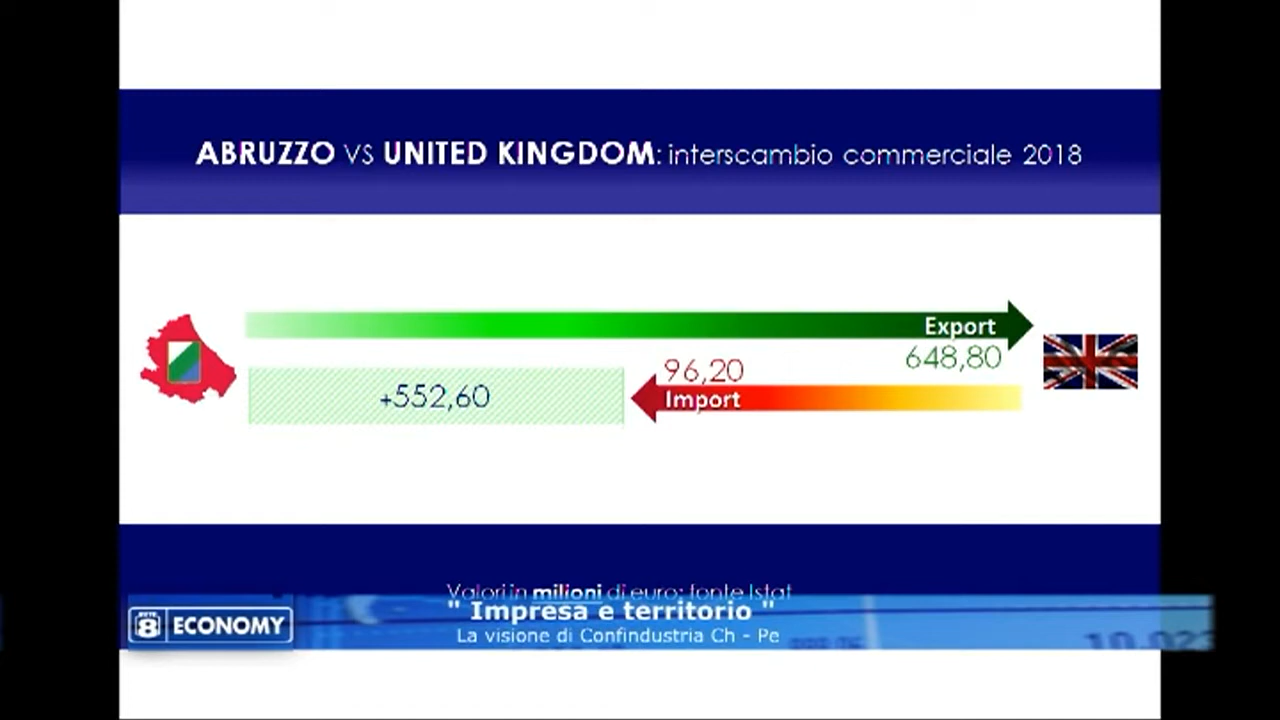 ABRUZZO VS UNITED KINGDOM: interscambio commerciale 2018
Export
648,80
96,20
Import
+552,60
Valori in milioni di euro; fonte Istat
" Impresa e territorio "
8 ECONOMY
La visione di Confindustria Ch - Pe